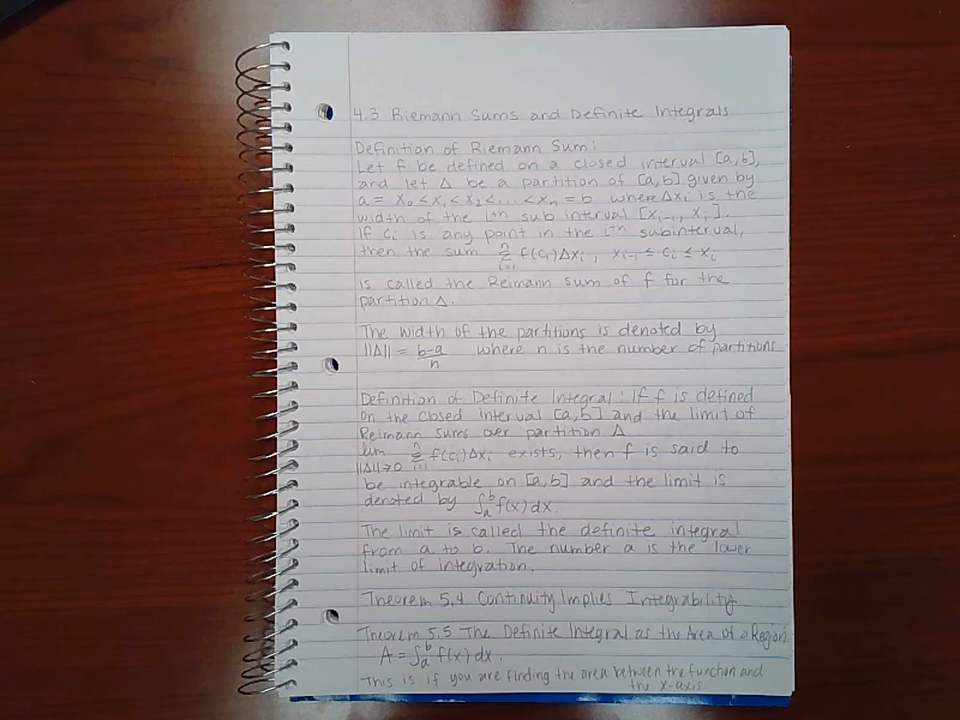 4.3 Riemann Sums and Definite Integrals
Definition of Riemann Sum:
Let f be defined on a closed interval [a,b],
and let Δ be a partition of [a,b] given by
a = x₀ < x₁ < x₂ < ... < xₙ = b where Δxᵢ is the
width of the ith sub interval [xᵢ₋₁, xᵢ].
If cᵢ is any point in the ith subinterval,
then the sum ∑ᵢ₌₁ⁿ f(cᵢ)Δxᵢ, xᵢ₋₁ ≤ cᵢ ≤ xᵢ
is called the Reimann sum of f for the
partition Δ.
The width of the partitions is denoted by
||Δ|| = (b-a)/n where n is the number of partitions
Definition of Definite Integral: If f is defined
on the closed interval [a,b] and the limit of
Reimann sums over partition Δ
lim ||Δ||→0 ∑ᵢ₌₁ⁿ f(cᵢ)Δxᵢ exists, then f is said to
be integrable on [a,b] and the limit is
denoted by ∫ₐᵇ f(x) dx.
The limit is called the definite integral
from a to b. The number a is the lower
limit of integration.
Theorem 5.4 Continuity Implies Integrability
Theorem 5.5 The Definite Integral as the Area of a Region
A = ∫ₐᵇ f(x) dx.
This is if you are finding the area between the function and
the x-axis